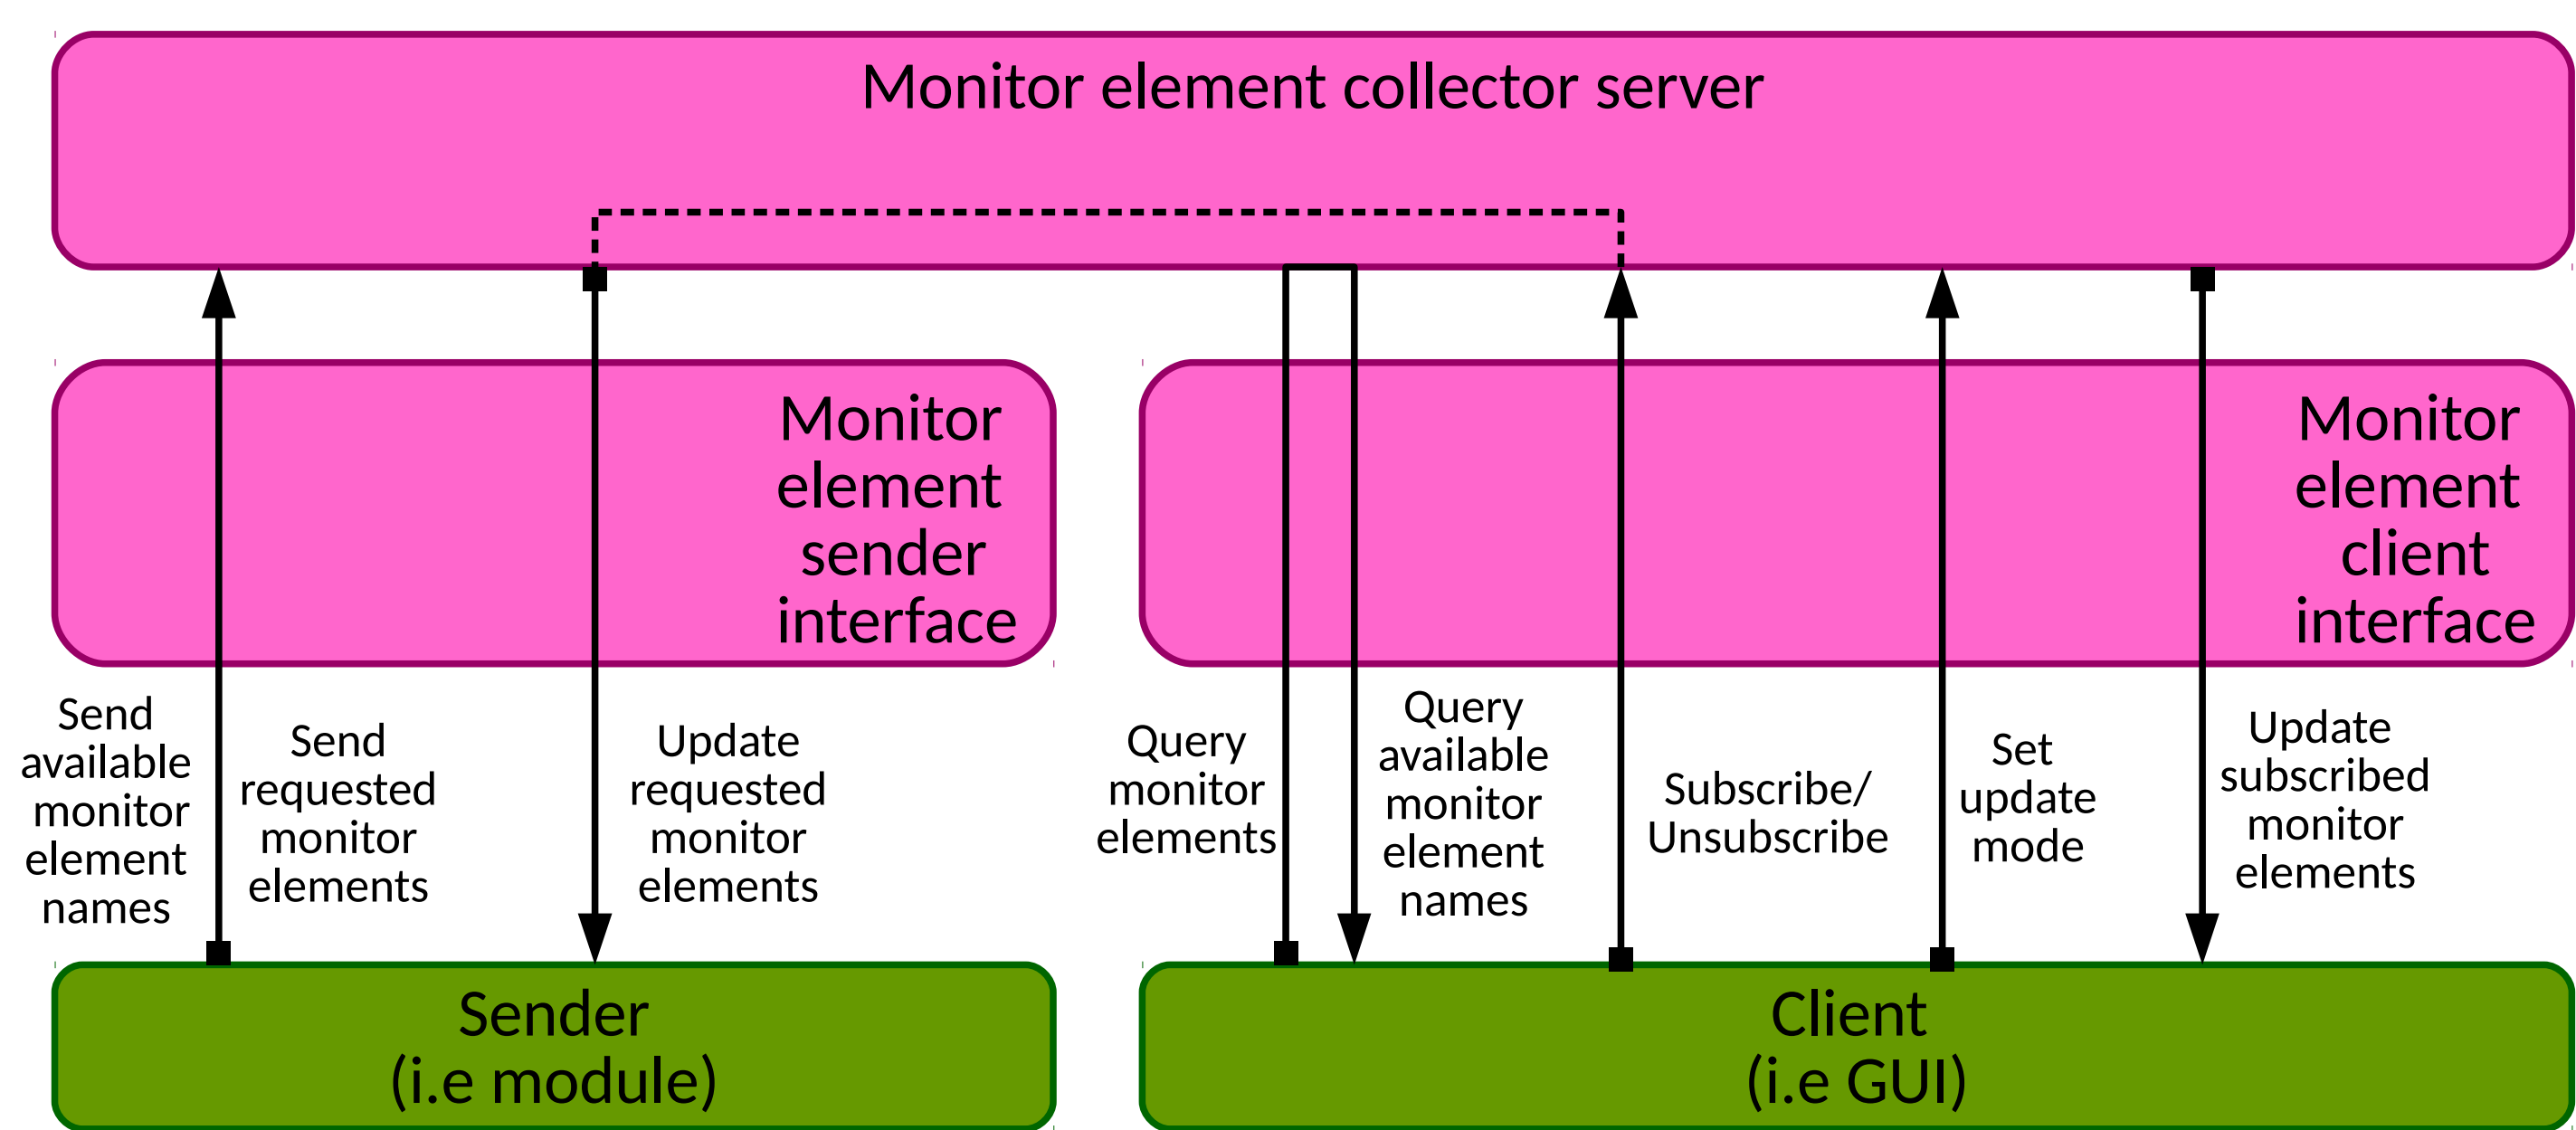 Monitor element collector server
Monitor
element
sender
interface
Monitor
element
client
interface
Send
available
monitor
element
names
Send
requested
monitor
elements
Update
requested
monitor
elements
Query
monitor
elements
Query
available
monitor
element
names
Subscribe/
Unsubscribe
Set
update
mode
Update
subscribed
monitor
elements
Sender
(i.e module)
Client
(i.e GUI)